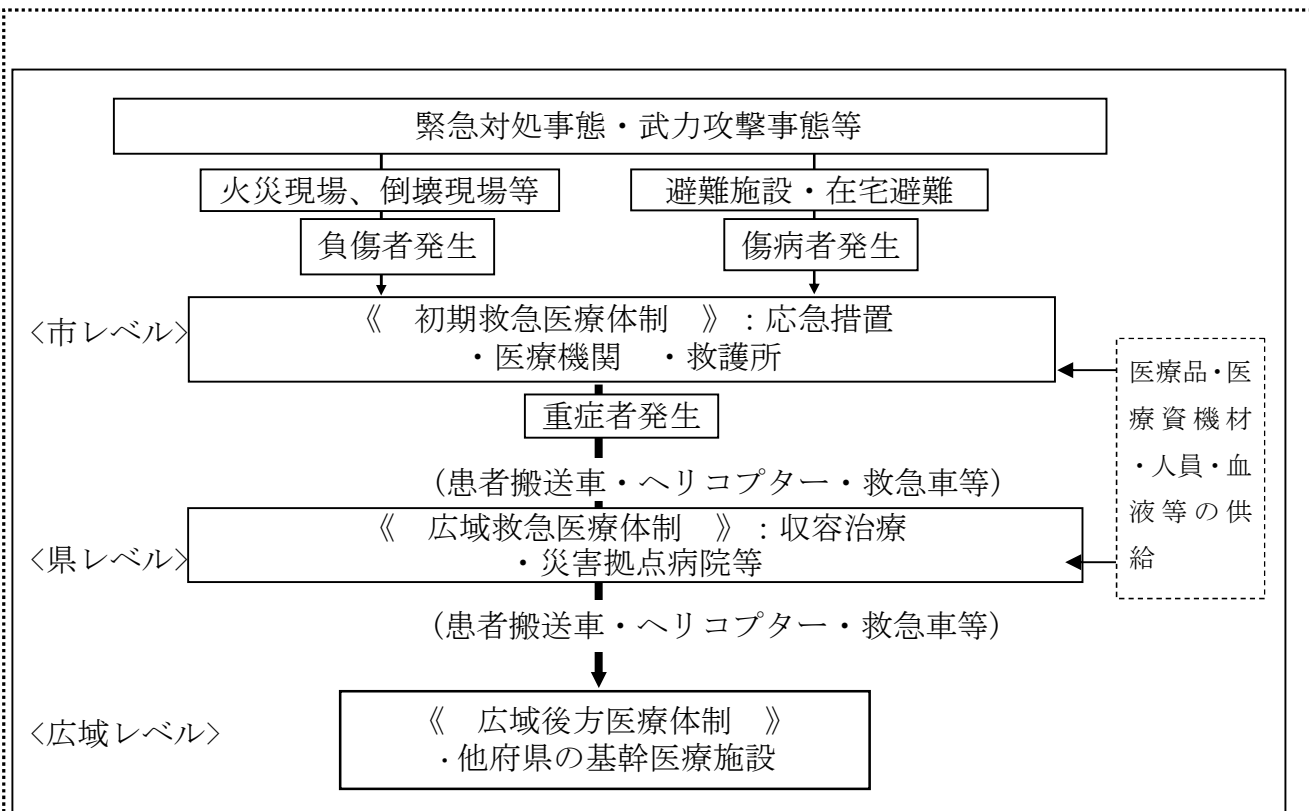 緊急対処事態・武力攻撃事態等
火災現場、倒壊現場等
避難施設・在宅避難
負傷者発生
傷病者発生
<市レベル>
《　初期救急医療体制　》：応急措置
・医療機関　・救護所
医療品・医
療資機材
・人員・血
液等の供
給
重症者発生
(患者搬送車・ヘリコプター・救急車等)
<県レベル>
《　広域救急医療体制　》：収容治療
・災害拠点病院等
(患者搬送車・ヘリコプター・救急車等)
<広域レベル>
《　広域後方医療体制　》
・他府県の基幹医療施設